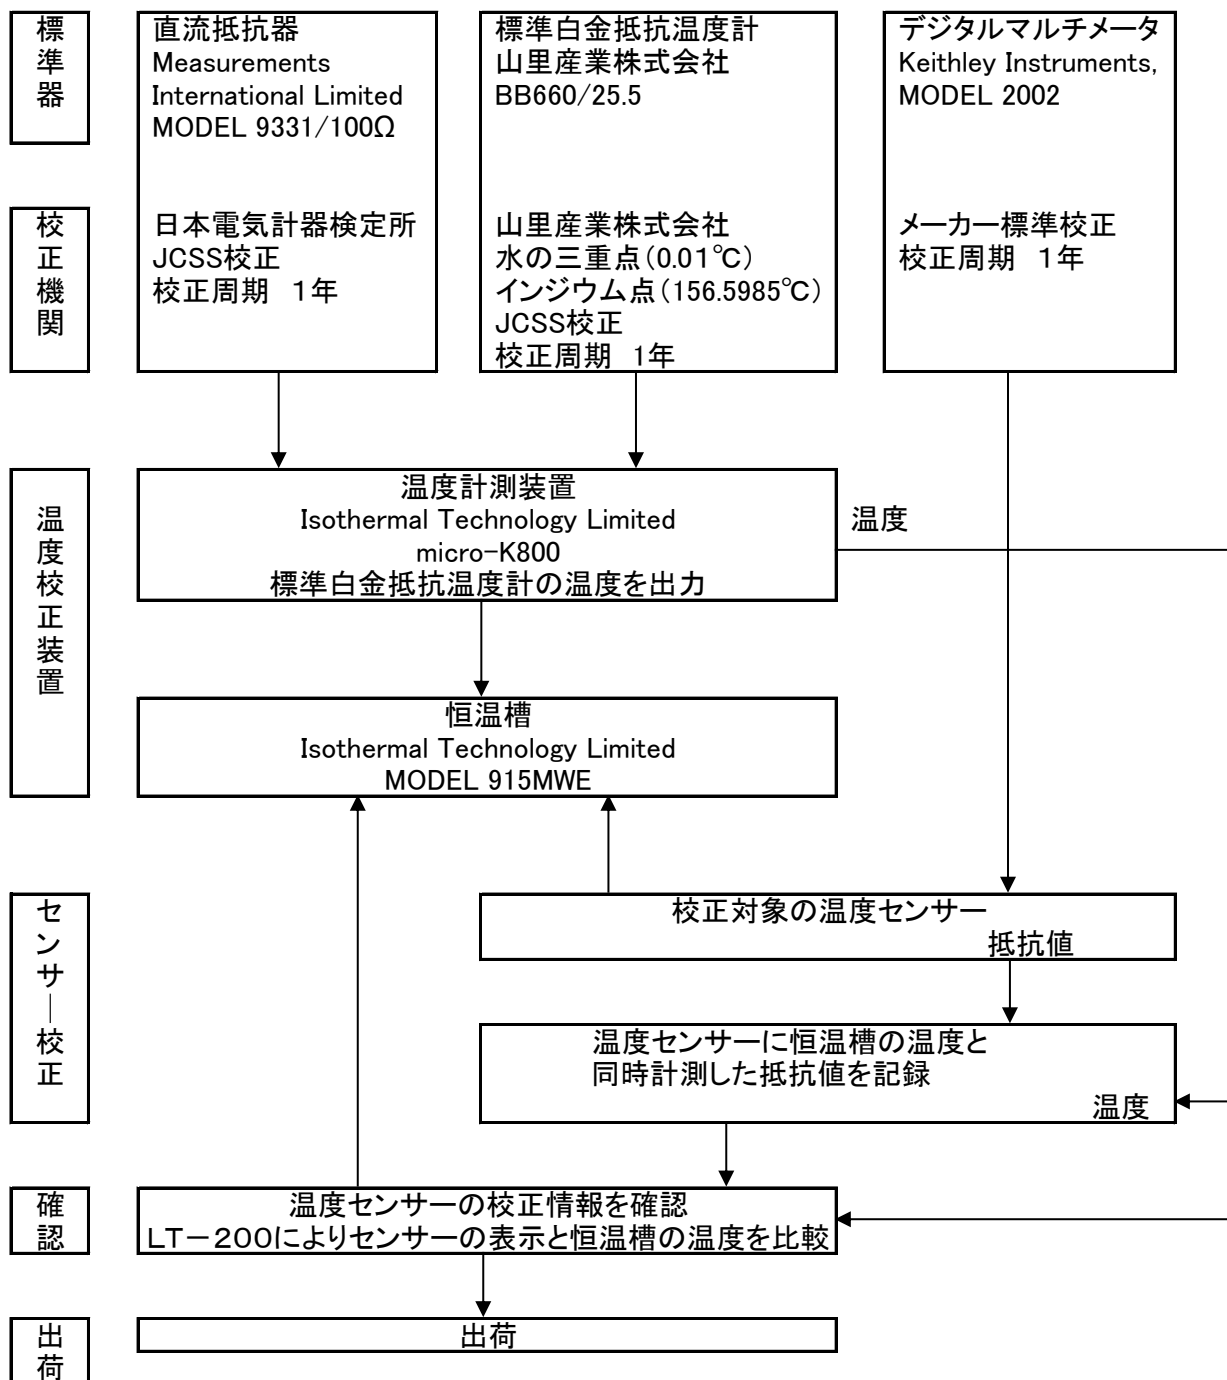 標準器
直流抵抗器
Measurements
International Limited
MODEL 9331/100Ω
日本電気計器検定所
JCSS校正
校正周期　1年
標準白金抵抗温度計
山里産業株式会社
BB660/25.5
山里産業株式会社
水の三重点(0.01℃)
インジウム点(156.5985℃)
JCSS校正
校正周期　1年
デジタルマルチメータ
Keithley Instruments,
MODEL 2002
メーカー標準校正
校正周期　1年
校正機関
温度校正装置
温度計測装置
Isothermal Technology Limited
micro-K800
標準白金抵抗温度計の温度を出力
温度
恒温槽
Isothermal Technology Limited
MODEL 915MWE
センサー校正
校正対象の温度センサー
抵抗値
温度センサーに恒温槽の温度と
同時計測した抵抗値を記録
温度
確認
温度センサーの校正情報を確認
LT－200によりセンサーの表示と恒温槽の温度を比較
出荷
出荷